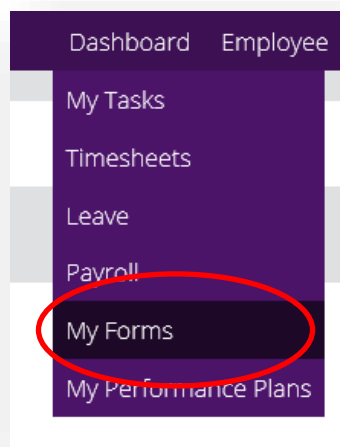 Dashboard Employee
My Tasks
Timesheets
Leave
Payroll
My Forms
My Performance Plans